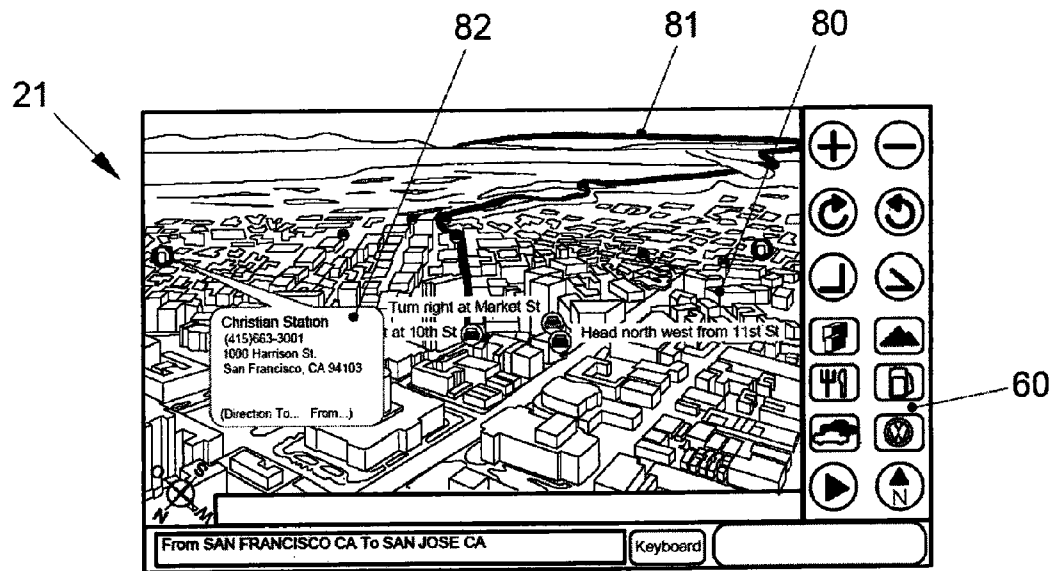 82
81
80
21
Turn right at Market St
Christian Station
(415)663-3001
1000 Harrison St.
San Francisco, CA 94103
(Direction To... From...)
t at 10th St
Head north west from 11st St
60
S
N
M
N
From SAN FRANCISCO CA To SAN JOSE CA
Keyboard